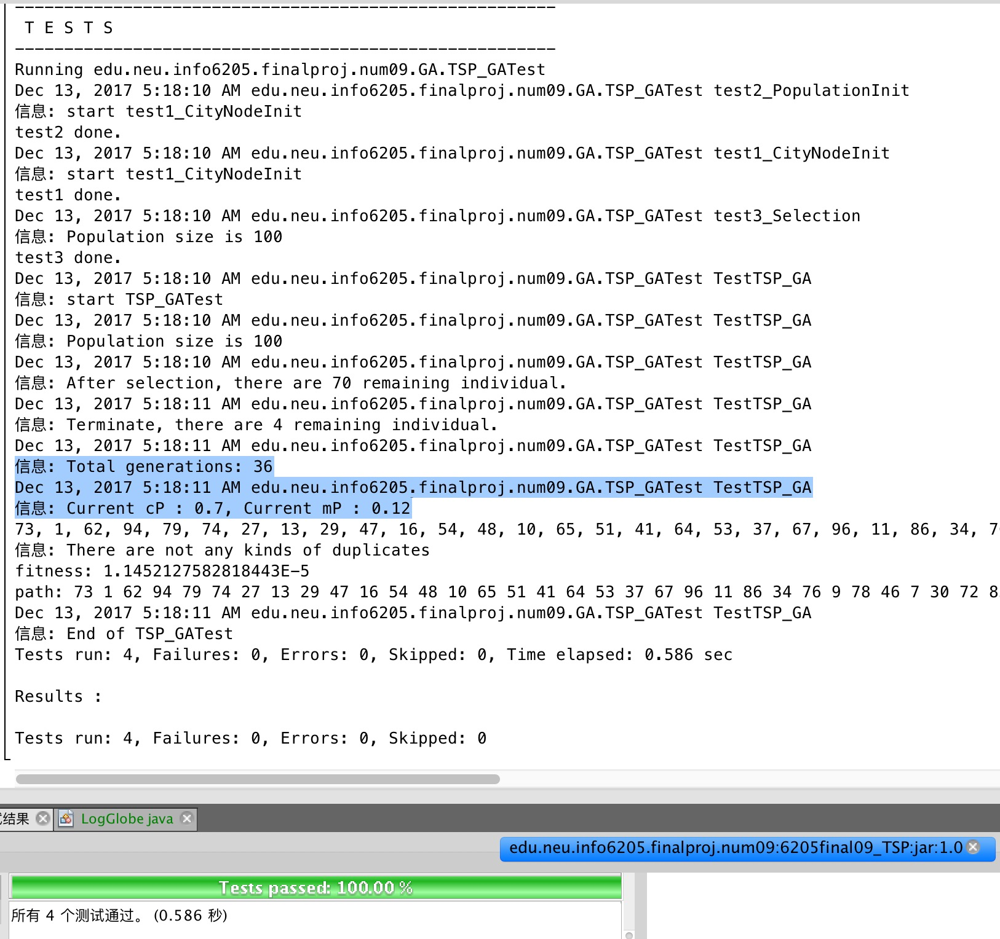 -------------------------------------------------------
T E S T S
-------------------------------------------------------
Running edu.neu.info6205.finalproj.num09.GA.TSP_GATest
Dec 13, 2017 5:18:10 AM edu.neu.info6205.finalproj.num09.GA.TSP_GATest test2_PopulationInit
信息: start test1_CityNodeInit
test2 done.
Dec 13, 2017 5:18:10 AM edu.neu.info6205.finalproj.num09.GA.TSP_GATest test1_CityNodeInit
信息: start test1_CityNodeInit
test1 done.
Dec 13, 2017 5:18:10 AM edu.neu.info6205.finalproj.num09.GA.TSP_GATest test3_Selection
信息: Population size is 100
test3 done.
Dec 13, 2017 5:18:10 AM edu.neu.info6205.finalproj.num09.GA.TSP_GATest TestTSP_GA
信息: start TSP_GATest
Dec 13, 2017 5:18:10 AM edu.neu.info6205.finalproj.num09.GA.TSP_GATest TestTSP_GA
信息: Population size is 100
Dec 13, 2017 5:18:10 AM edu.neu.info6205.finalproj.num09.GA.TSP_GATest TestTSP_GA
信息: After selection, there are 70 remaining individual.
Dec 13, 2017 5:18:11 AM edu.neu.info6205.finalproj.num09.GA.TSP_GATest TestTSP_GA
信息: Terminate, there are 4 remaining individual.
Dec 13, 2017 5:18:11 AM edu.neu.info6205.finalproj.num09.GA.TSP_GATest TestTSP_GA
信息: Total generations: 36
Dec 13, 2017 5:18:11 AM edu.neu.info6205.finalproj.num09.GA.TSP_GATest TestTSP_GA
信息: Current cP : 0.7, Current mP : 0.12
73, 1, 62, 94, 79, 74, 27, 13, 29, 47, 16, 54, 48, 10, 65, 51, 41, 64, 53, 37, 67, 96, 11, 86, 34,
信息: There are not any kinds of duplicates
fitness: 1.1452127582818443E-5
path: 73 1 62 94 79 74 27 13 29 47 16 54 48 10 65 51 41 64 53 37 67 96 11 86 34 76 9 78 46 7 30 72
Dec 13, 2017 5:18:11 AM edu.neu.info6205.finalproj.num09.GA.TSP_GATest TestTSP_GA
信息: End of TSP_GATest
Tests run: 4, Failures: 0, Errors: 0, Skipped: 0, Time elapsed: 0.586 sec
Results :
Tests run: 4, Failures: 0, Errors: 0, Skipped: 0
结果 LogGlobe java
edu.neu.info6205.finalproj.num09:6205final09_TSP:jar:1.0
Tests passed: 100.00 %
所有 4 个测试通过。 (0.586 秒)